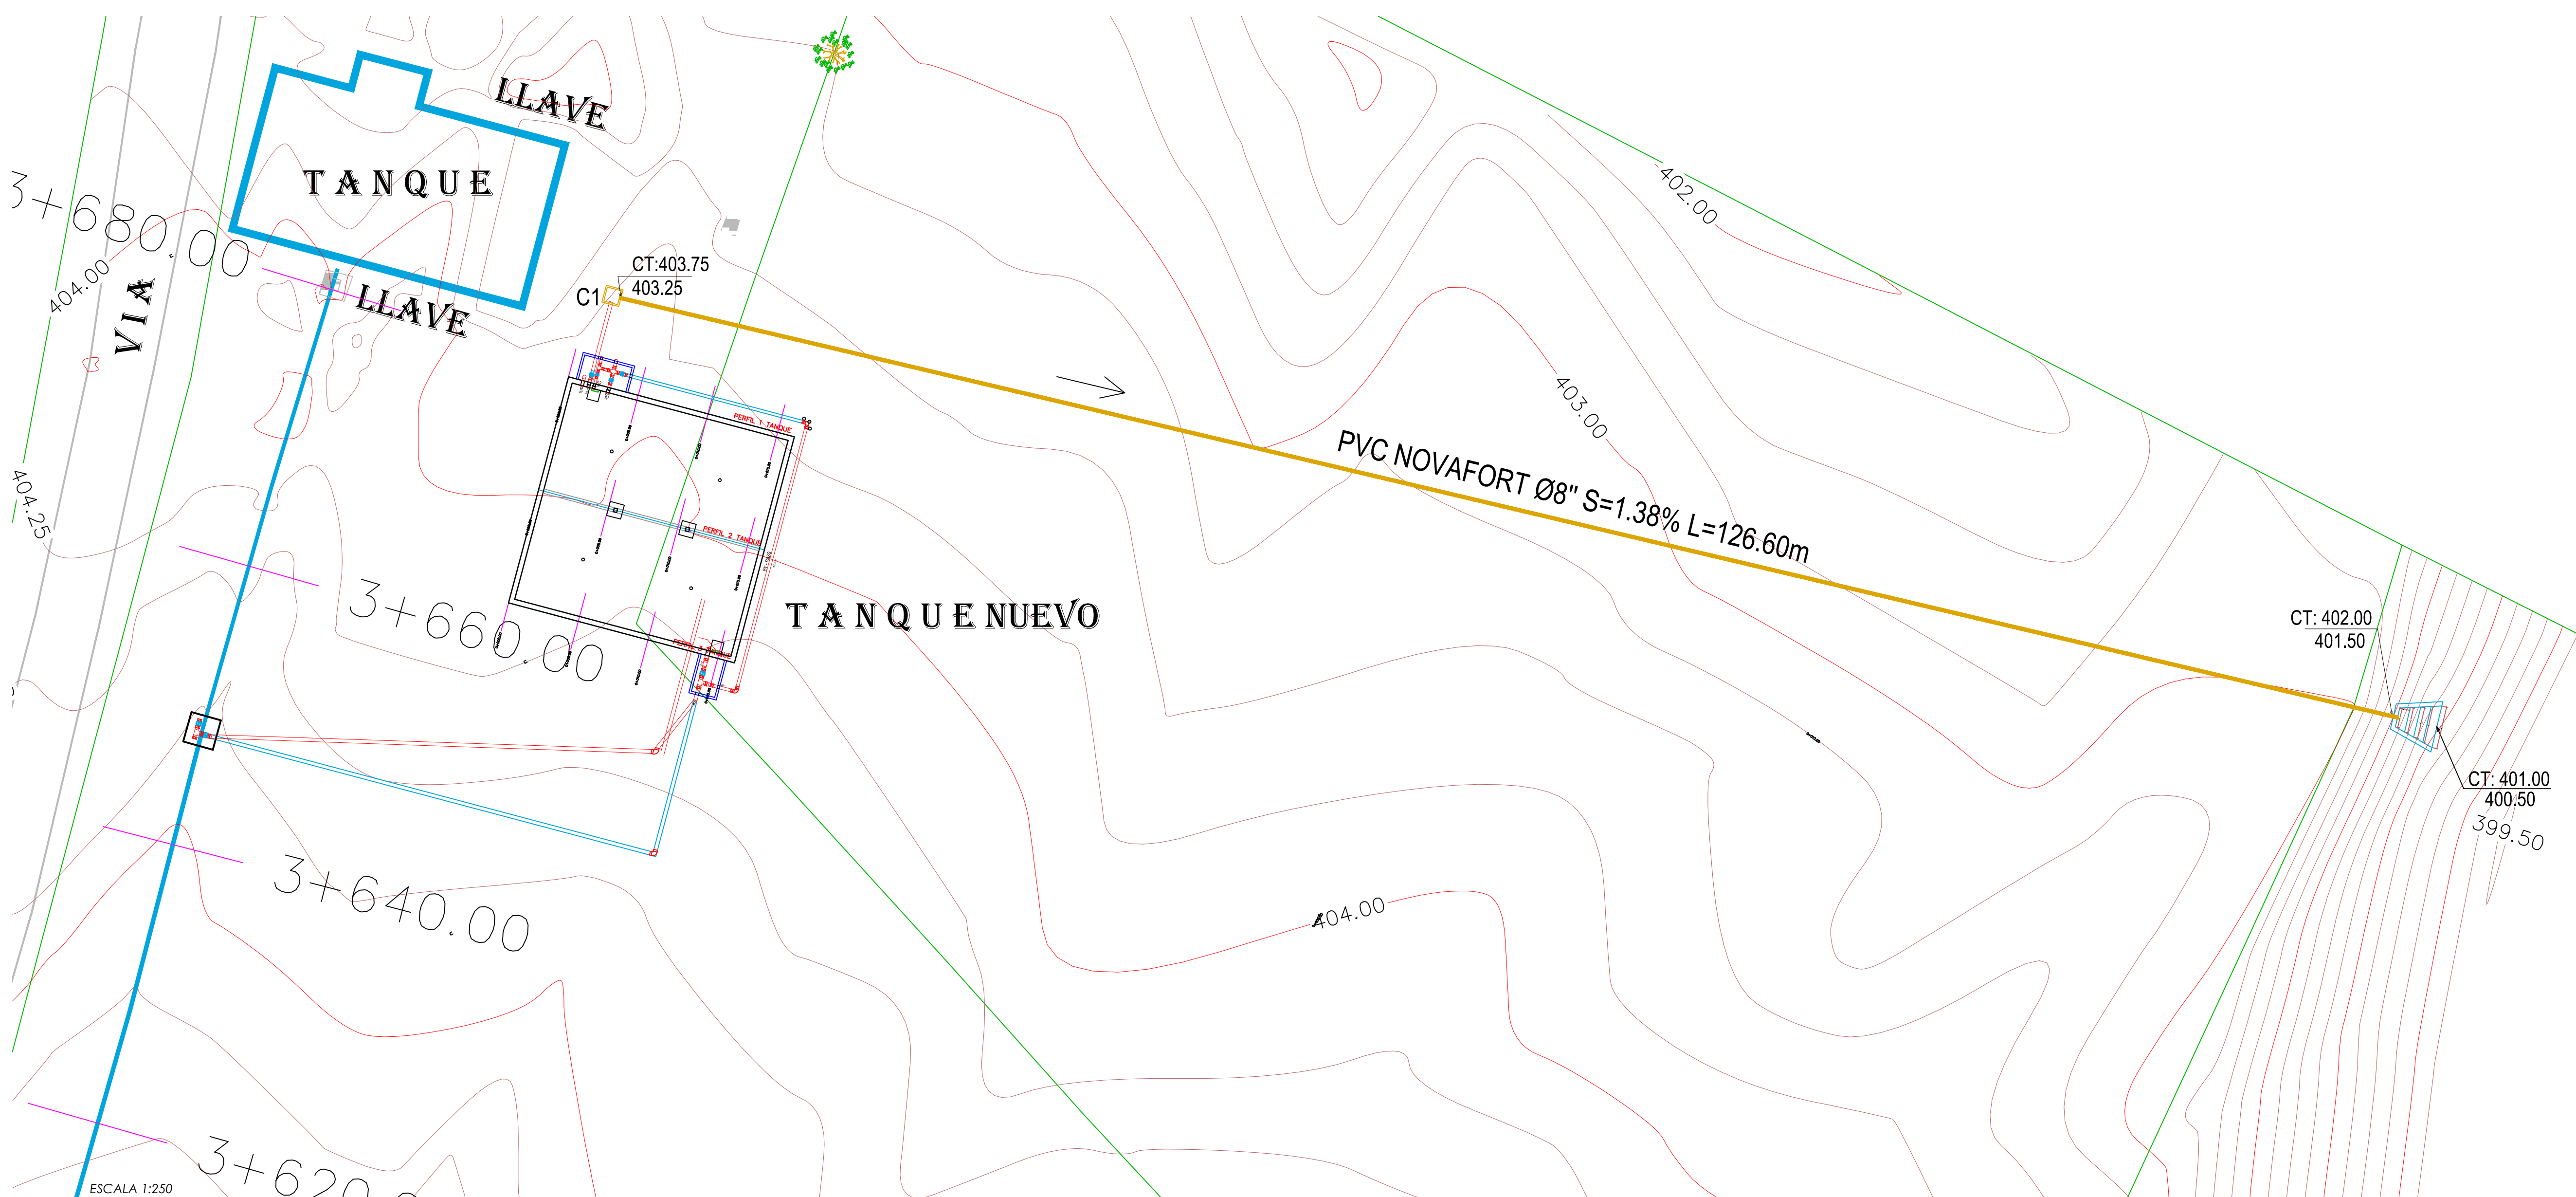 LLAVE
TANQUE
3+680.00
-402.00
CT:403.75
403.25
C1
404.00
VIA
LLAVE
403.00
PERFIL 1 TANQUE
PVC NOVAFORT Ø8" S=1.38% L=126.60m
404.25
PERFIL 2 TANQUE
3+660.00
TANQUE NUEVO
CT: 402.00
401.50
CT: 401.00
400.50
399.50
3+640.00
404.00
3+620.0
ESCALA 1:250